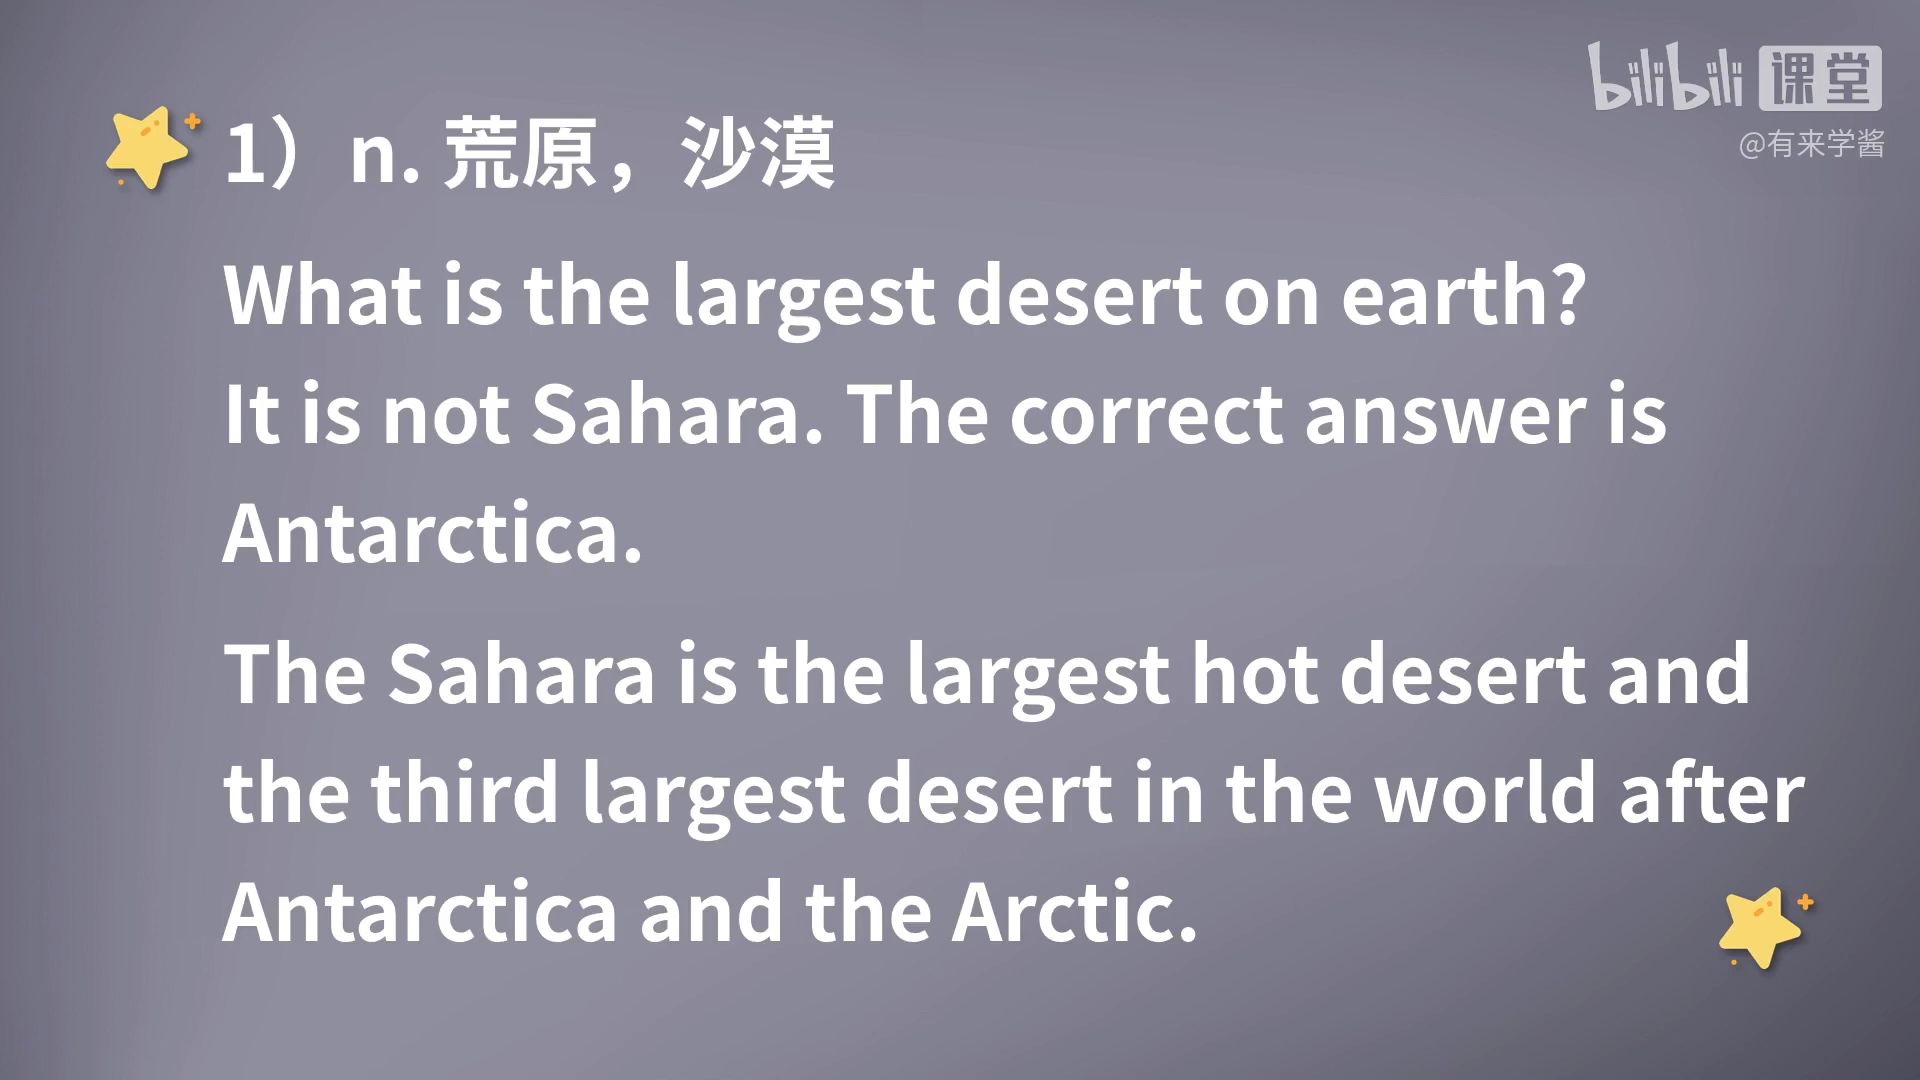 bilibili 课堂
@有来学酱
1）n. 荒原，沙漠
What is the largest desert on earth?
It is not Sahara. The correct answer is
Antarctica.
The Sahara is the largest hot desert and
the third largest desert in the world after
Antarctica and the Arctic.